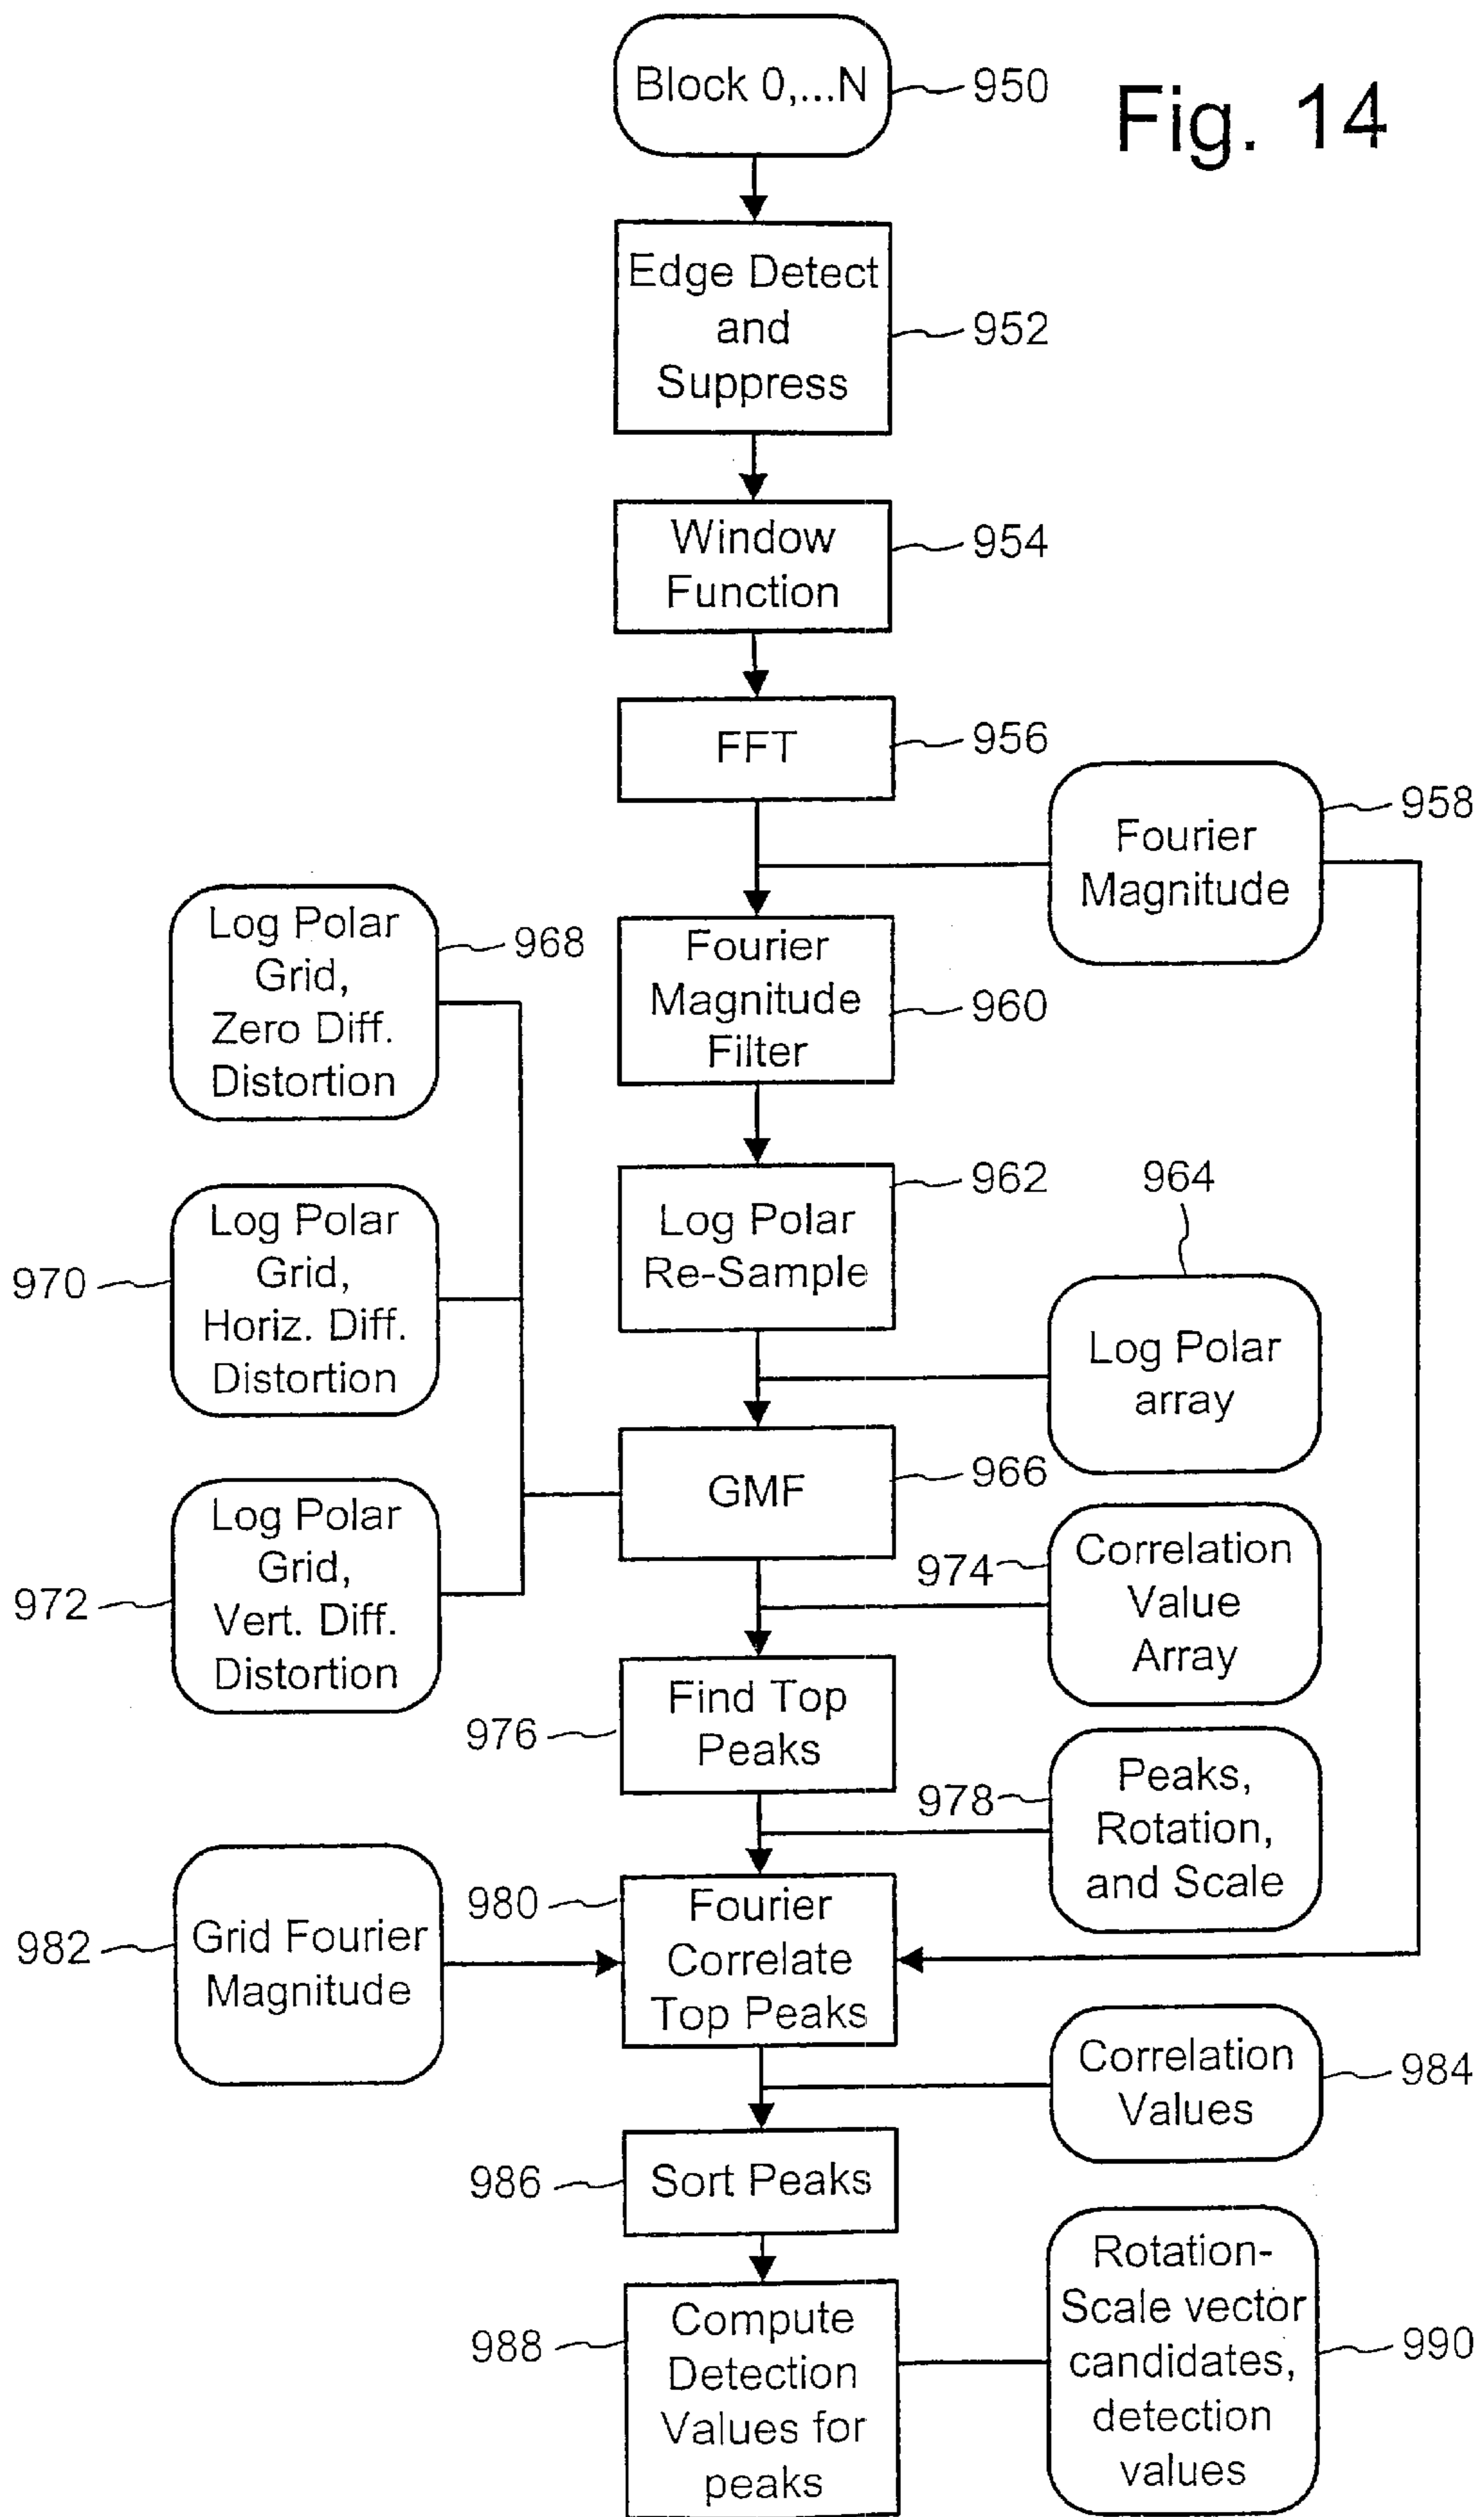 Fig. 14
Block 0,...N
950
Edge Detect
and
Suppress
952
Window
Function
954
FFT
956
Fourier
Magnitude
958
Fourier
Magnitude
Filter
960
Log Polar
Grid,
Zero Diff.
Distortion
968
Log Polar
Re-Sample
962
964
Log Polar
array
970
Log Polar
Grid,
Horiz. Diff.
Distortion
GMF
966
972
Log Polar
Grid,
Vert. Diff.
Distortion
974
Correlation
Value
Array
976
Find Top
Peaks
978
Peaks,
Rotation,
and Scale
980
Fourier
Correlate
Top Peaks
982
Grid Fourier
Magnitude
Correlation
Values
984
986
Sort Peaks
988
Compute
Detection
Values for
peaks
Rotation-
Scale vector
candidates,
detection
values
990